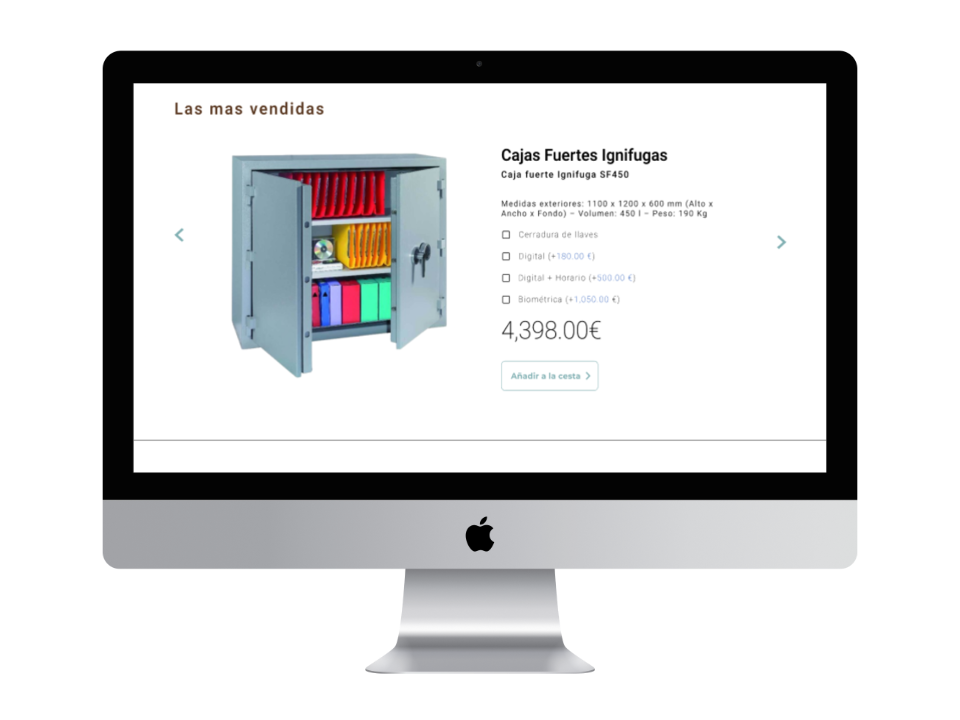 Las mas vendidas
Cajas Fuertes Ignifugas
Caja fuerte Ignifuga SF450
Medidas exteriores: 1100 x 1200 x 600 mm (Alto x
Ancho x Fondo) – Volumen: 450 l – Peso: 190 Kg
Cerradura de llaves
Digital (+180.00 €)
Digital + Horario (+500.00 €)
Biométrica (+1,050.00 €)
4,398.00€
Añadir a la cesta